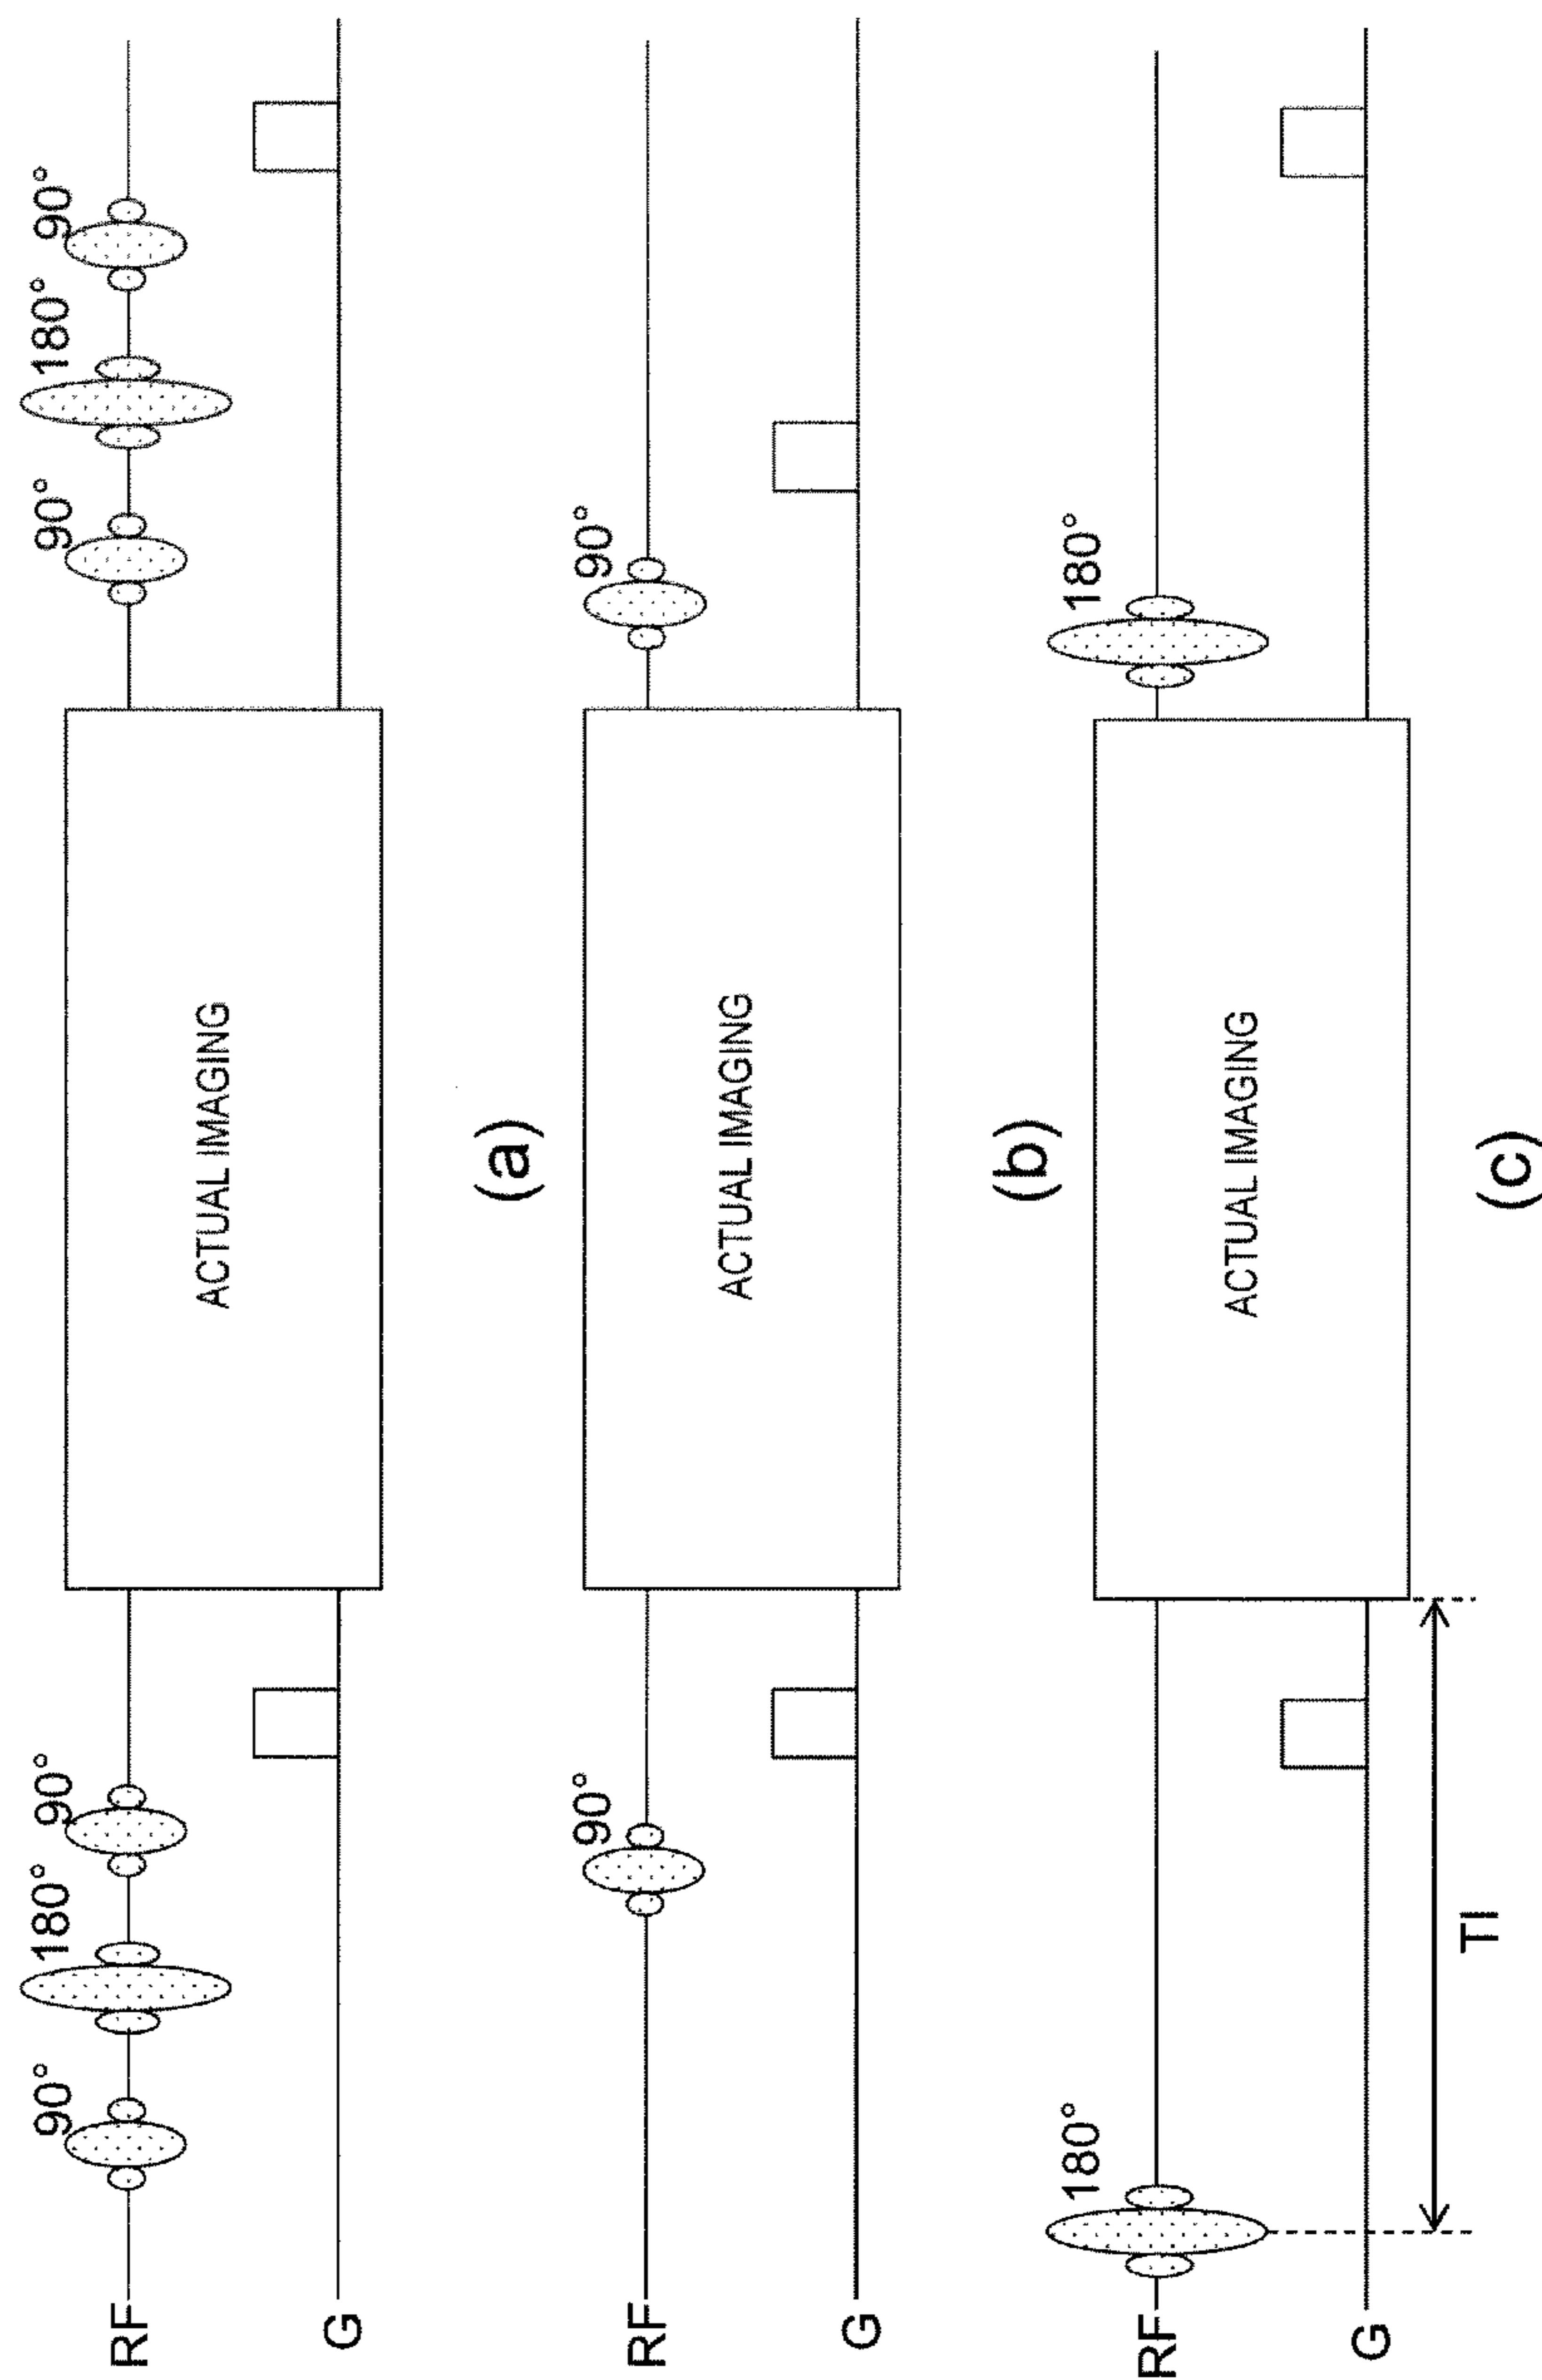 90° 180° 90° 90° 180° 90°
RF
ACTUAL IMAGING
G
(a)
90° 90°
RF
ACTUAL IMAGING
G
(b)
180° 180°
RF
ACTUAL IMAGING
G
TI
(c)